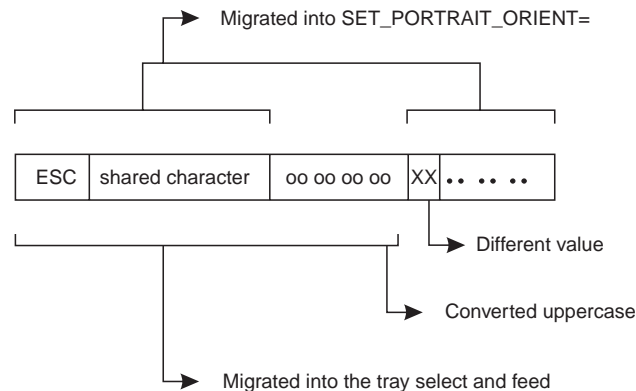 Migrated into SET_PORTRAIT_ORIENT=
ESC shared character oo oo oo oo XX •• •• ••
Different value
Converted uppercase
Migrated into the tray select and feed